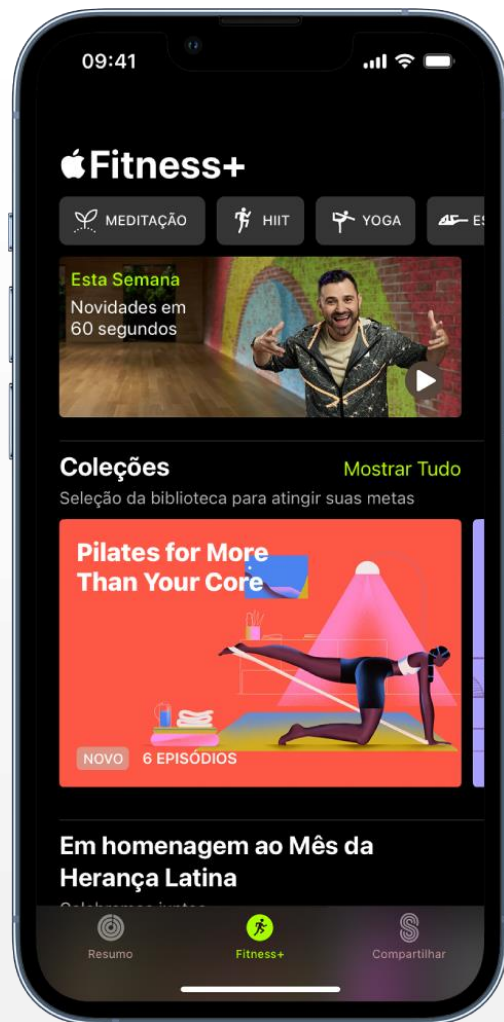 09:41
Fitness+
MEDITAÇÃO
HIIT
YOGA
Esta Semana
Novidades em
60 segundos
Coleções
Mostrar Tudo
Seleção da biblioteca para atingir suas metas
Pilates for More
Than Your Core
NOVO
6 EPISÓDIOS
Em homenagem ao Mês da
Herança Latina
Resumo
Fitness+
Compartilhar